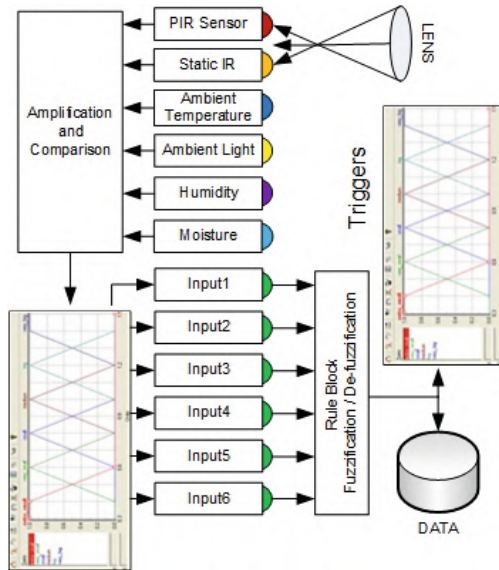 PIR Sensor
Static IR
Ambient
Temperature
Ambient Light
Humidity
Moisture
LENS
Amplification
and
Comparison
Triggers
Input1
Input2
Input3
Input4
Input5
Input6
Rule Block
Fuzzification / De-fuzzification
DATA